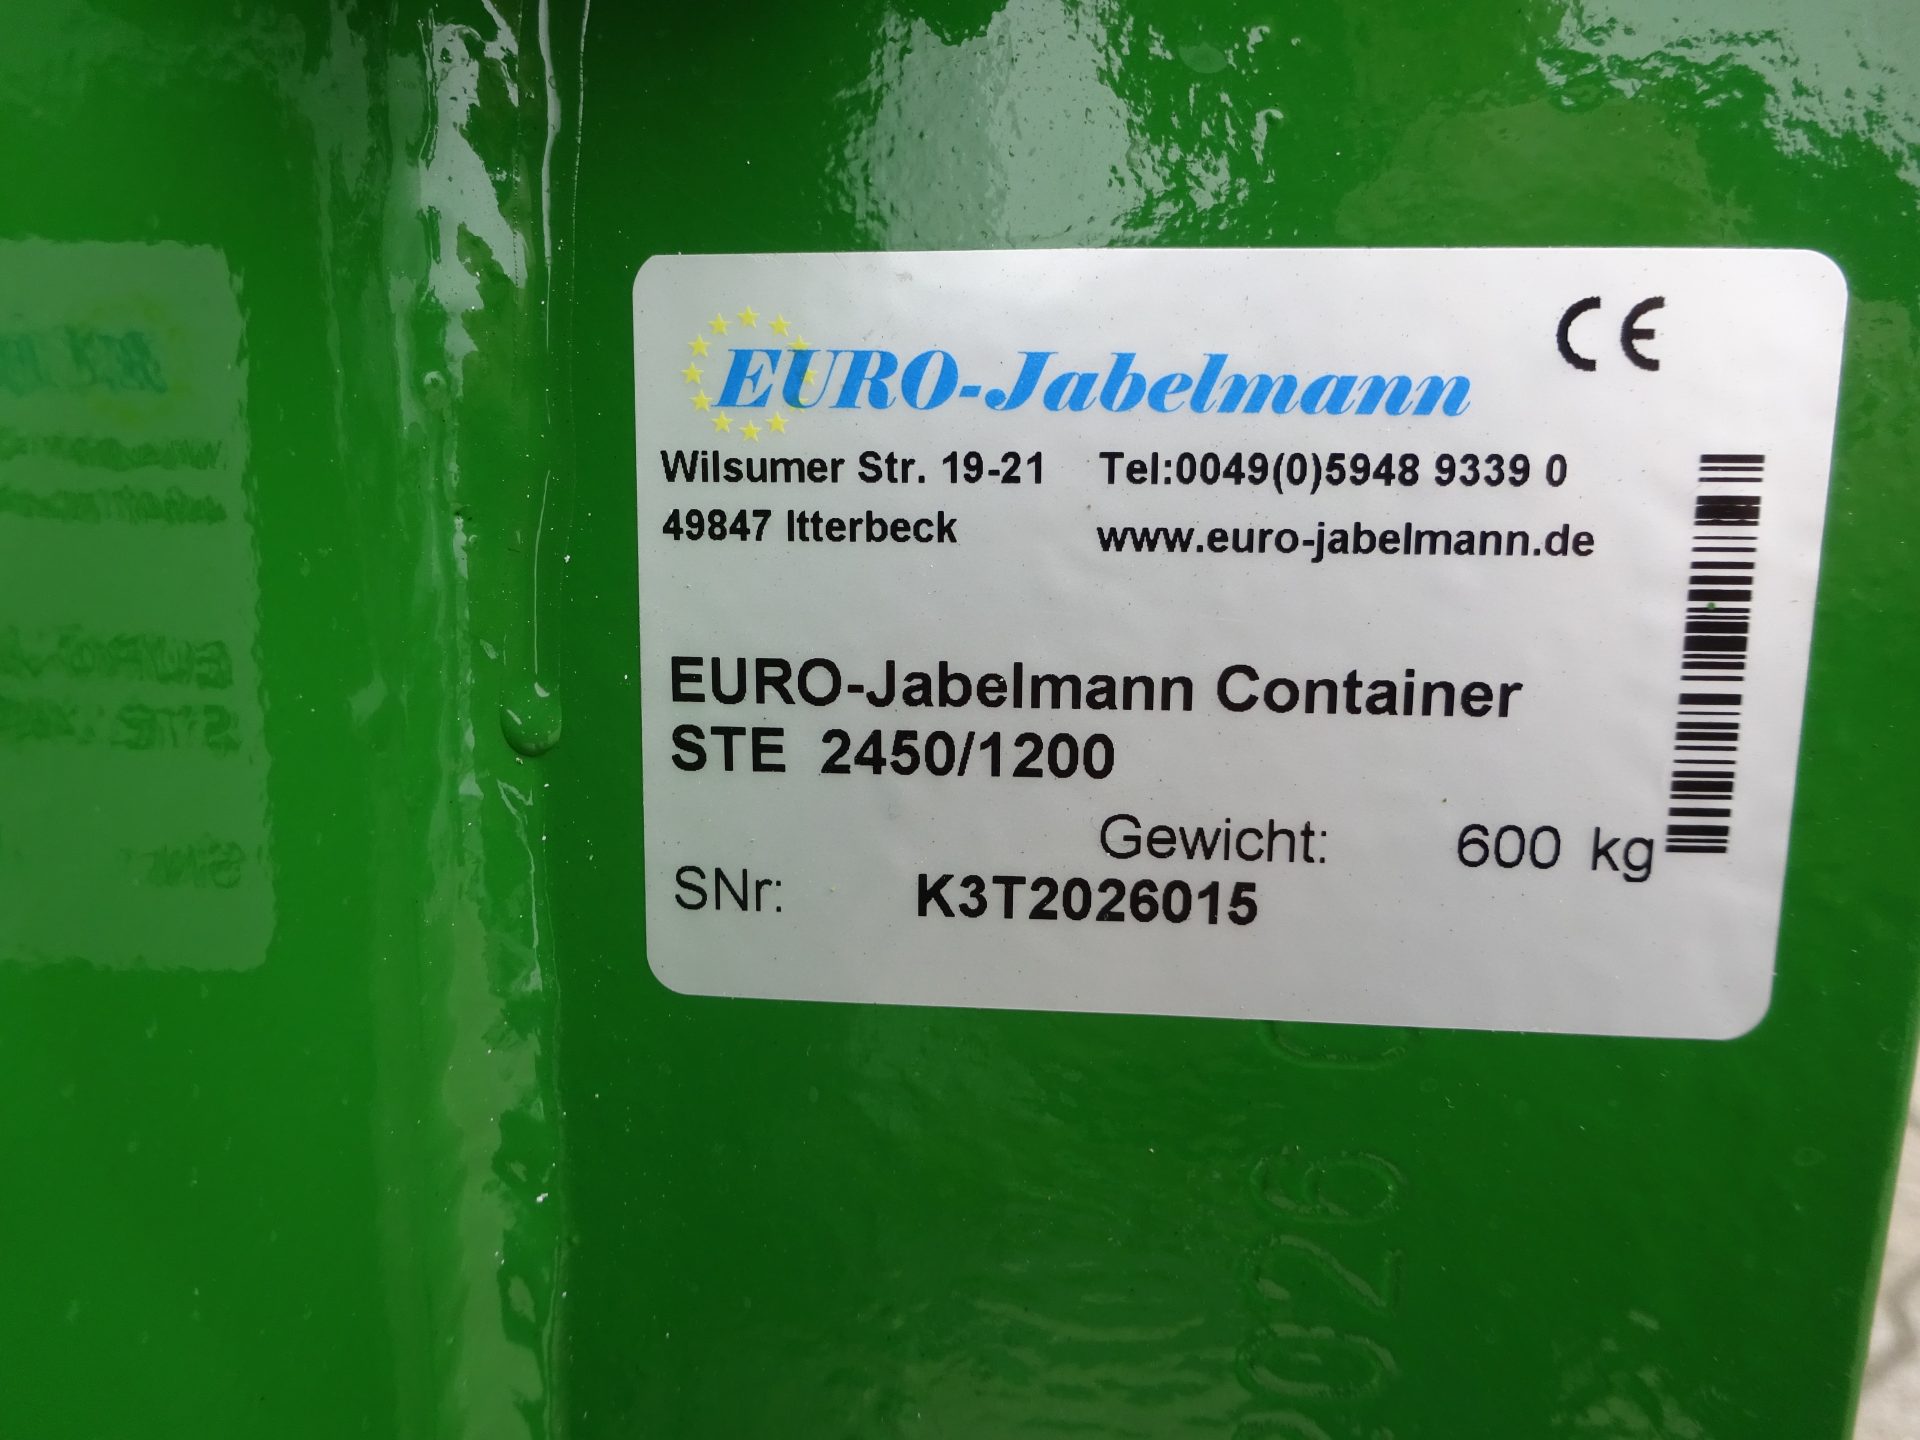 EURO-Jabelmann
CE
Wilsumer Str. 19-21 Tel:0049(0)5948 9339 0
49847 Itterbeck www.euro-jabelmann.de
EURO-Jabelmann Container
STE 2450/1200
Gewicht: 600 kg
SNr: K3T2026015